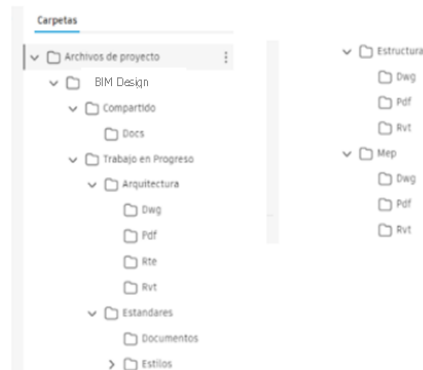 Carpetas
Archivos de proyecto
BIM Design
Compartido
Docs
Trabajo en Progreso
Arquitectura
Dwg
Pdf
Rte
Rvt
Estandares
Documentos
Estilos
Estructura
Dwg
Pdf
Rvt
Mep
Dwg
Pdf
Rvt